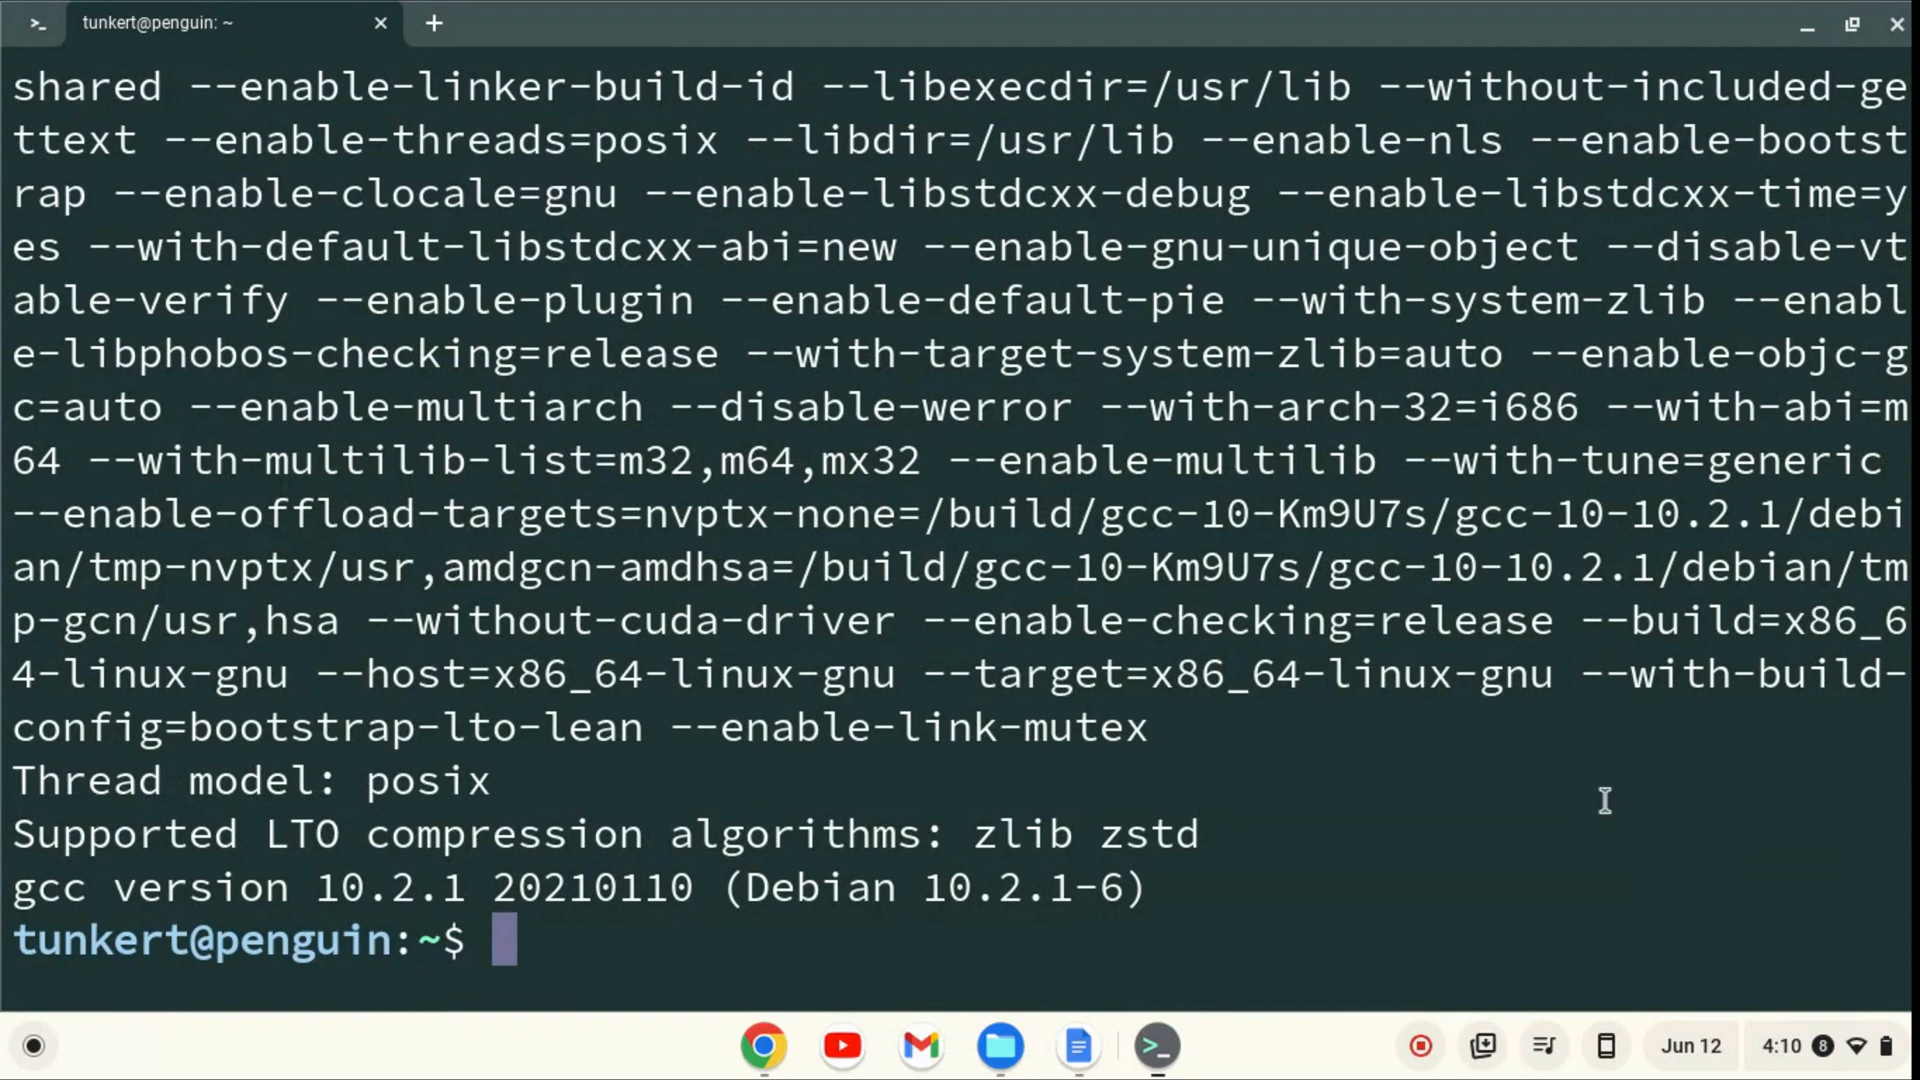 >_ tunkert@penguin: ~
shared --enable-linker-build-id --libexecdir=/usr/lib --without-included-ge
ttext --enable-threads=posix --libdir=/usr/lib --enable-nls --enable-bootst
rap --enable-clocale=gnu --enable-libstdcxx-debug --enable-libstdcxx-time=y
es --with-default-libstdcxx-abi=new --enable-gnu-unique-object --disable-vt
able-verify --enable-plugin --enable-default-pie --with-system-zlib --enabl
e-libphobos-checking=release --with-target-system-zlib=auto --enable-objc-g
c=auto --enable-multiarch --disable-werror --with-arch-32=i686 --with-abi=m
64 --with-multilib-list=m32,m64,mx32 --enable-multilib --with-tune=generic
--enable-offload-targets=nvptx-none=/build/gcc-10-Km9U7s/gcc-10-10.2.1/debi
an/tmp-nvptx/usr,amdgcn-amdhsa=/build/gcc-10-Km9U7s/gcc-10-10.2.1/debian/tm
p-gcn/usr,hsa --without-cuda-driver --enable-checking=release --build=x86_6
4-linux-gnu --host=x86_64-linux-gnu --target=x86_64-linux-gnu --with-build-
config=bootstrap-lto-lean --enable-link-mutex
Thread model: posix
Supported LTO compression algorithms: zlib zstd
gcc version 10.2.1 20210110 (Debian 10.2.1-6)
tunkert@penguin:~$
Jun 12 4:10 8